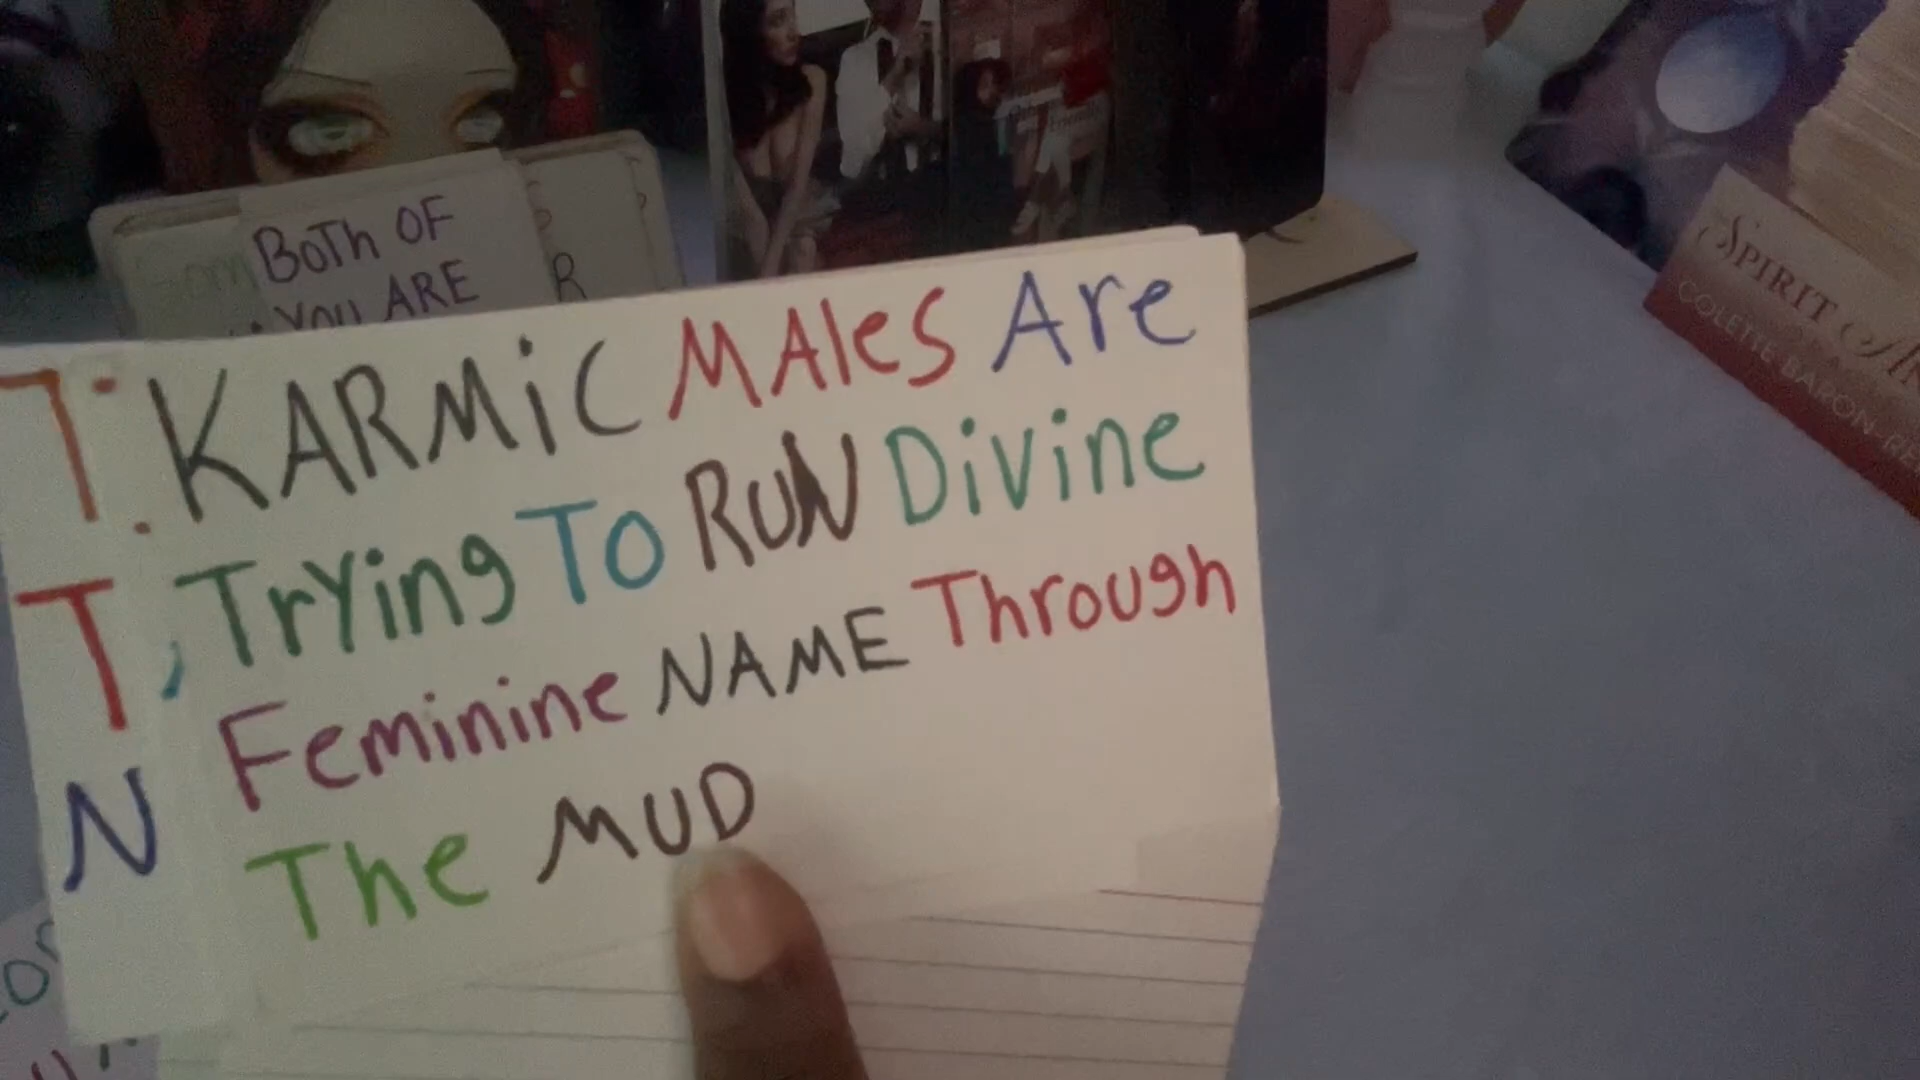 BOTH OF
YOU ARE
R
KARMiC MAles Are
Trying To RUN Divine
Feminine NAME Through
The MUD
T
N
SPIRIT
COLETTE BARON-RE